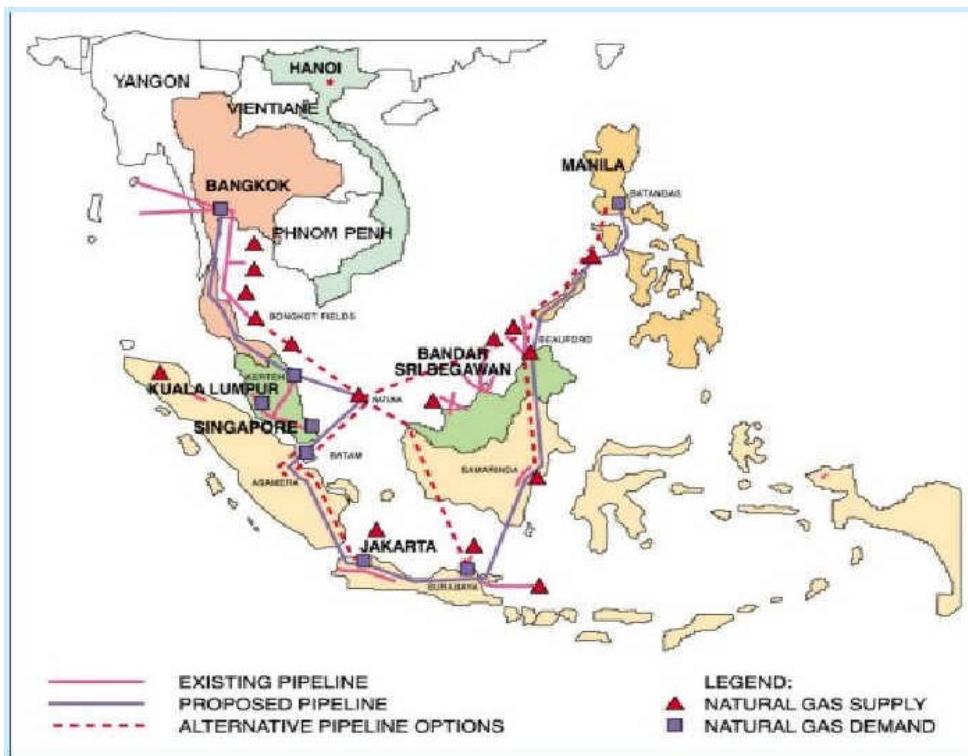 HANOI
YANGON
VIENTIANE
MANILA
BANGKOK
BATANGAS
PHNOM PENH
BONGKOT FIELDS
BEAUFORD
BANDAR
SRI BEGAWAN
KERTEH
KUALA LUMPUR
NATUNA
SINGAPORE
BATAM
SAMARINDA
JAKARTA
SURABAYA
EXISTING PIPELINE
PROPOSED PIPELINE
ALTERNATIVE PIPELINE OPTIONS
LEGEND:
NATURAL GAS SUPPLY
NATURAL GAS DEMAND